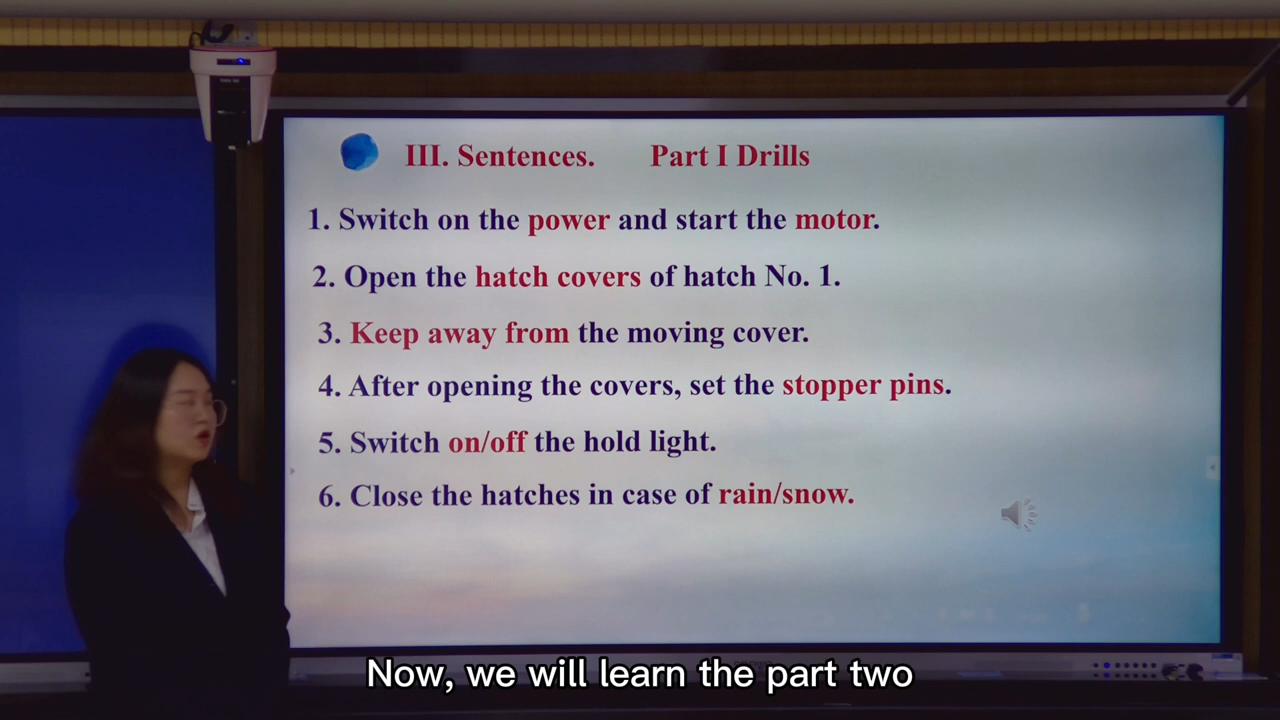 III. Sentences. Part I Drills
1. Switch on the power and start the motor.
2. Open the hatch covers of hatch No. 1.
3. Keep away from the moving cover.
4. After opening the covers, set the stopper pins.
5. Switch on/off the hold light.
6. Close the hatches in case of rain/snow.
Now, we will learn the part two